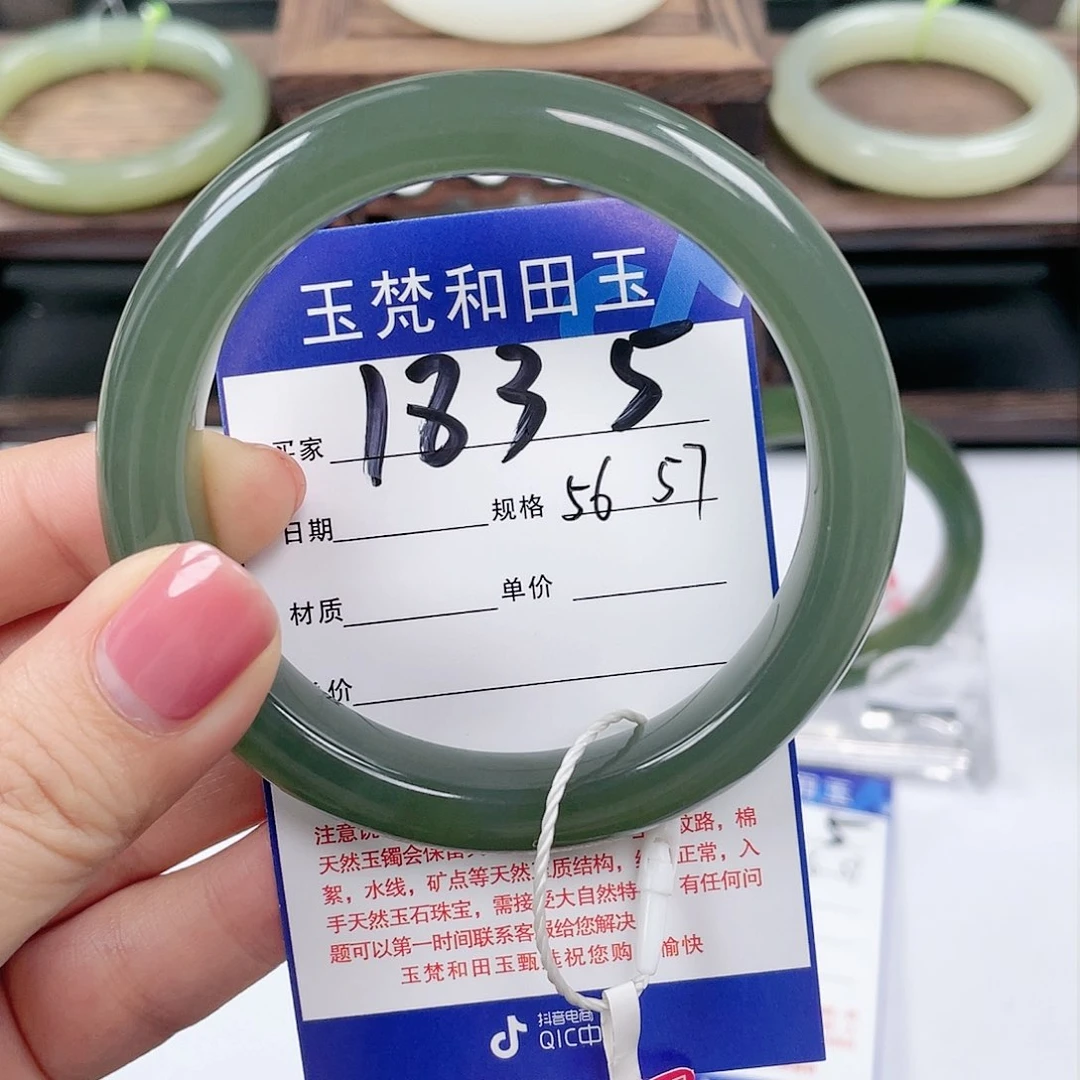 玉梵和田玉
买家 1835
日期 规格 56 57
材质 单价
价
注意 纹路，棉
天然玉镯会保留 絮，水线，矿点等天然 质结构， 正常，入
手天然玉石珠宝，需接受大自然特 有任何问
题可以第一时间联系客服给您解决
玉梵和田玉甄选祝您购 愉快
抖音电商
QIC中